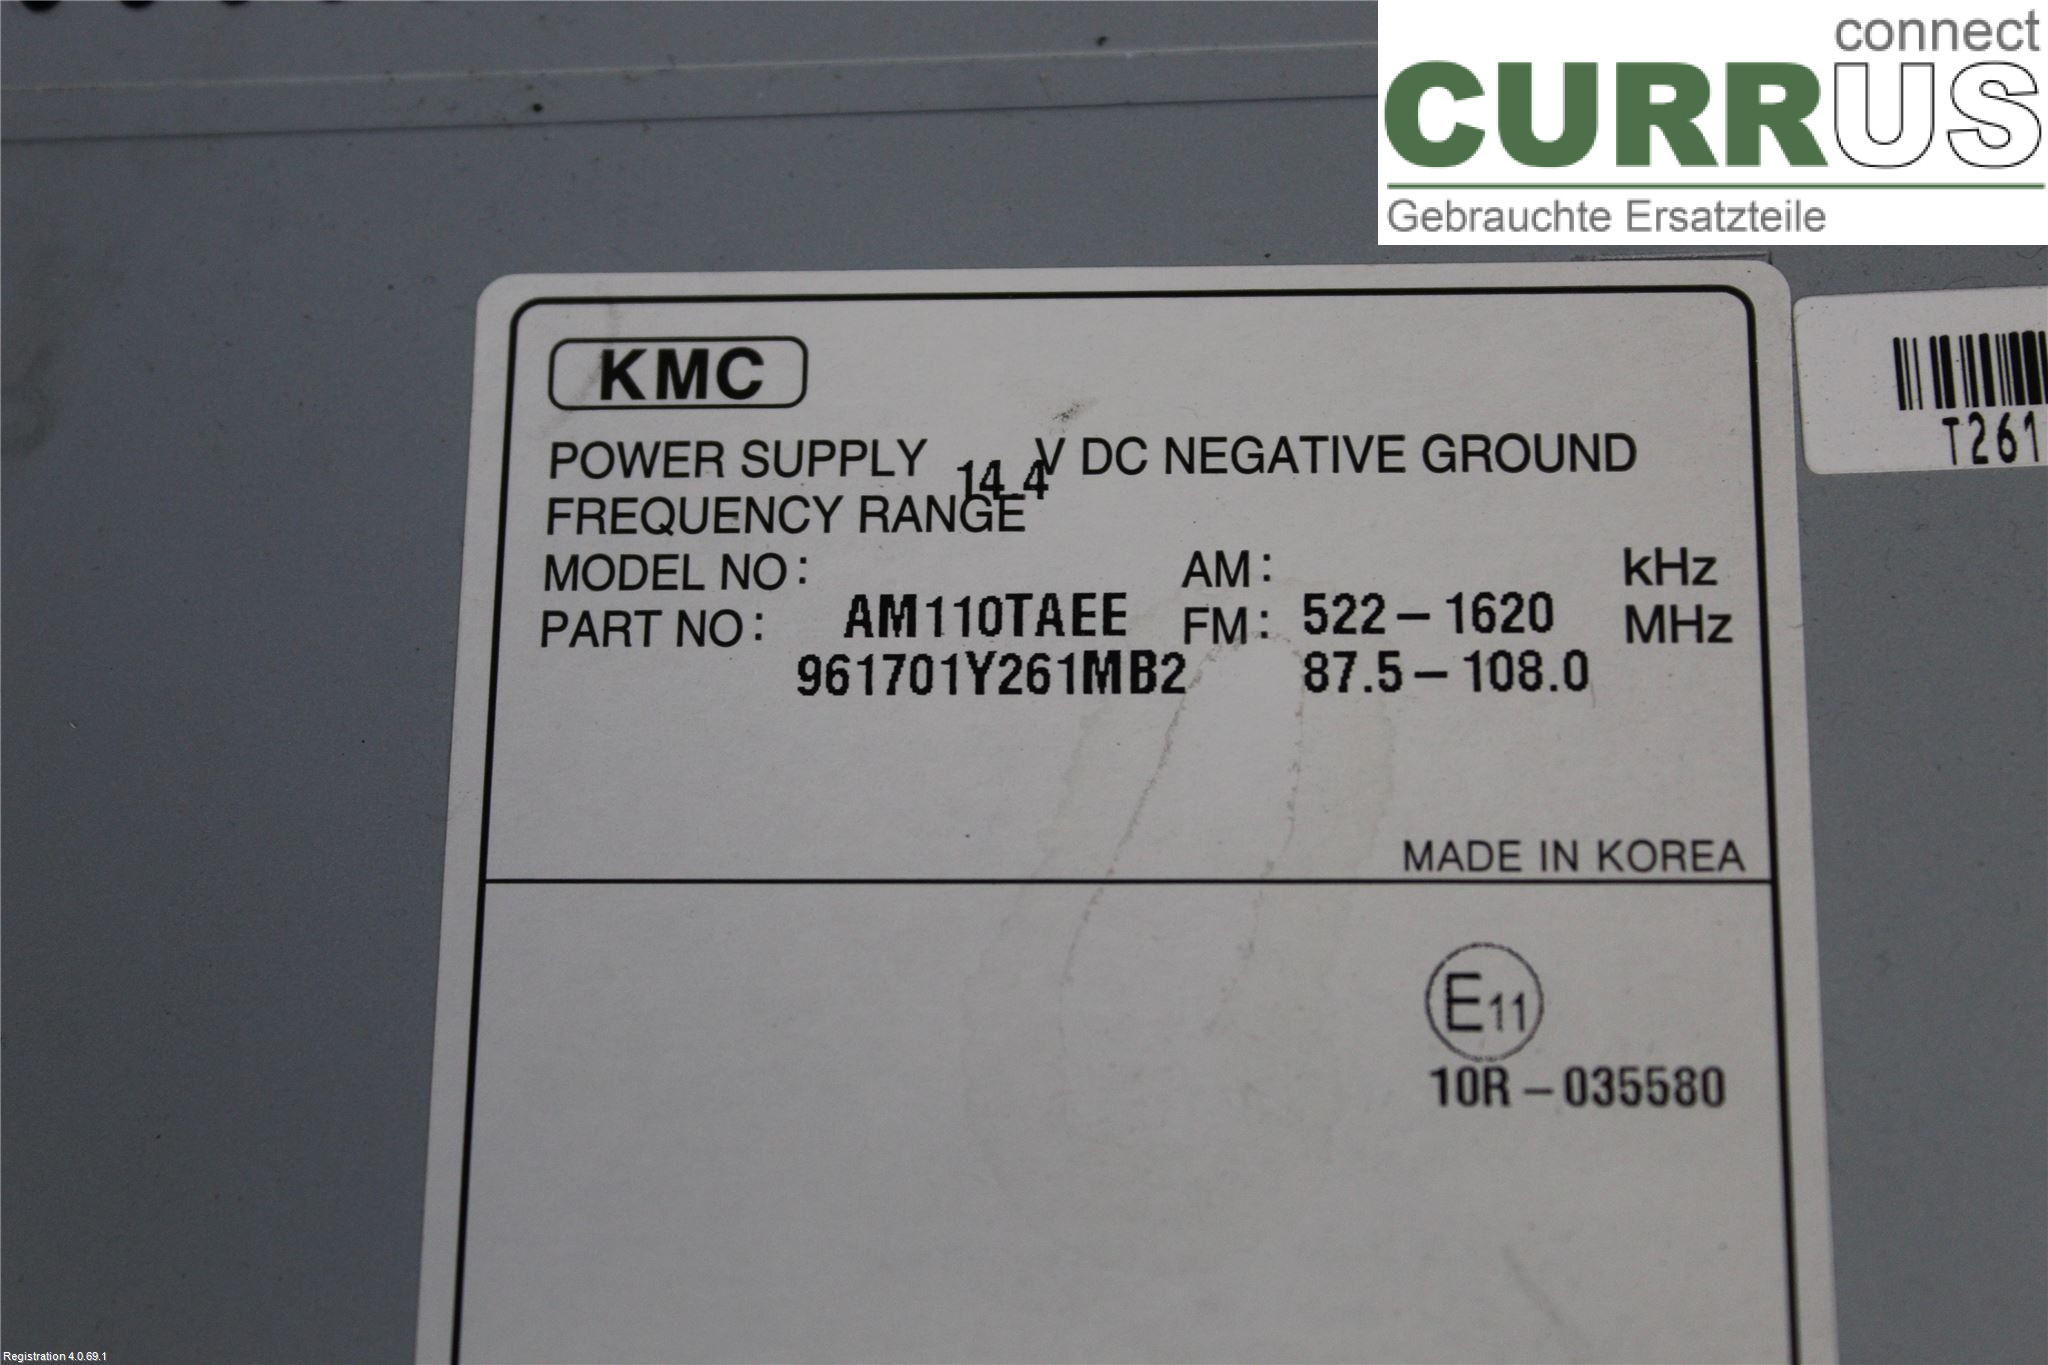 connect
CURRUS
Gebrauchte Ersatzteile
KMC
POWER SUPPLY 14.4 V DC NEGATIVE GROUND
FREQUENCY RANGE
MODEL NO: AM110TAEE
AM: 522-1620 kHz
PART NO: 961701Y261MB2
FM: 87.5-108.0 MHz
MADE IN KOREA
E11
10R-035580
T261
Registration 4.0.69.1